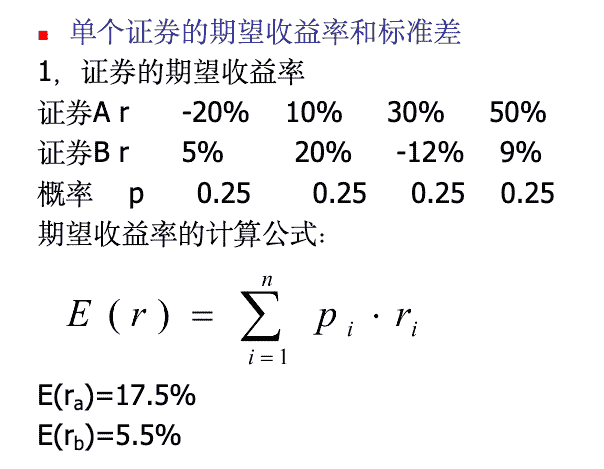 单个证券的期望收益率和标准差
1，证券的期望收益率
证券A r -20% 10% 30% 50%
证券B r 5% 20% -12% 9%
概率 p 0.25 0.25 0.25 0.25
期望收益率的计算公式：
E ( r ) = ∑_{i=1}^{n} p_i · r_i
E(r_a)=17.5%
E(r_b)=5.5%